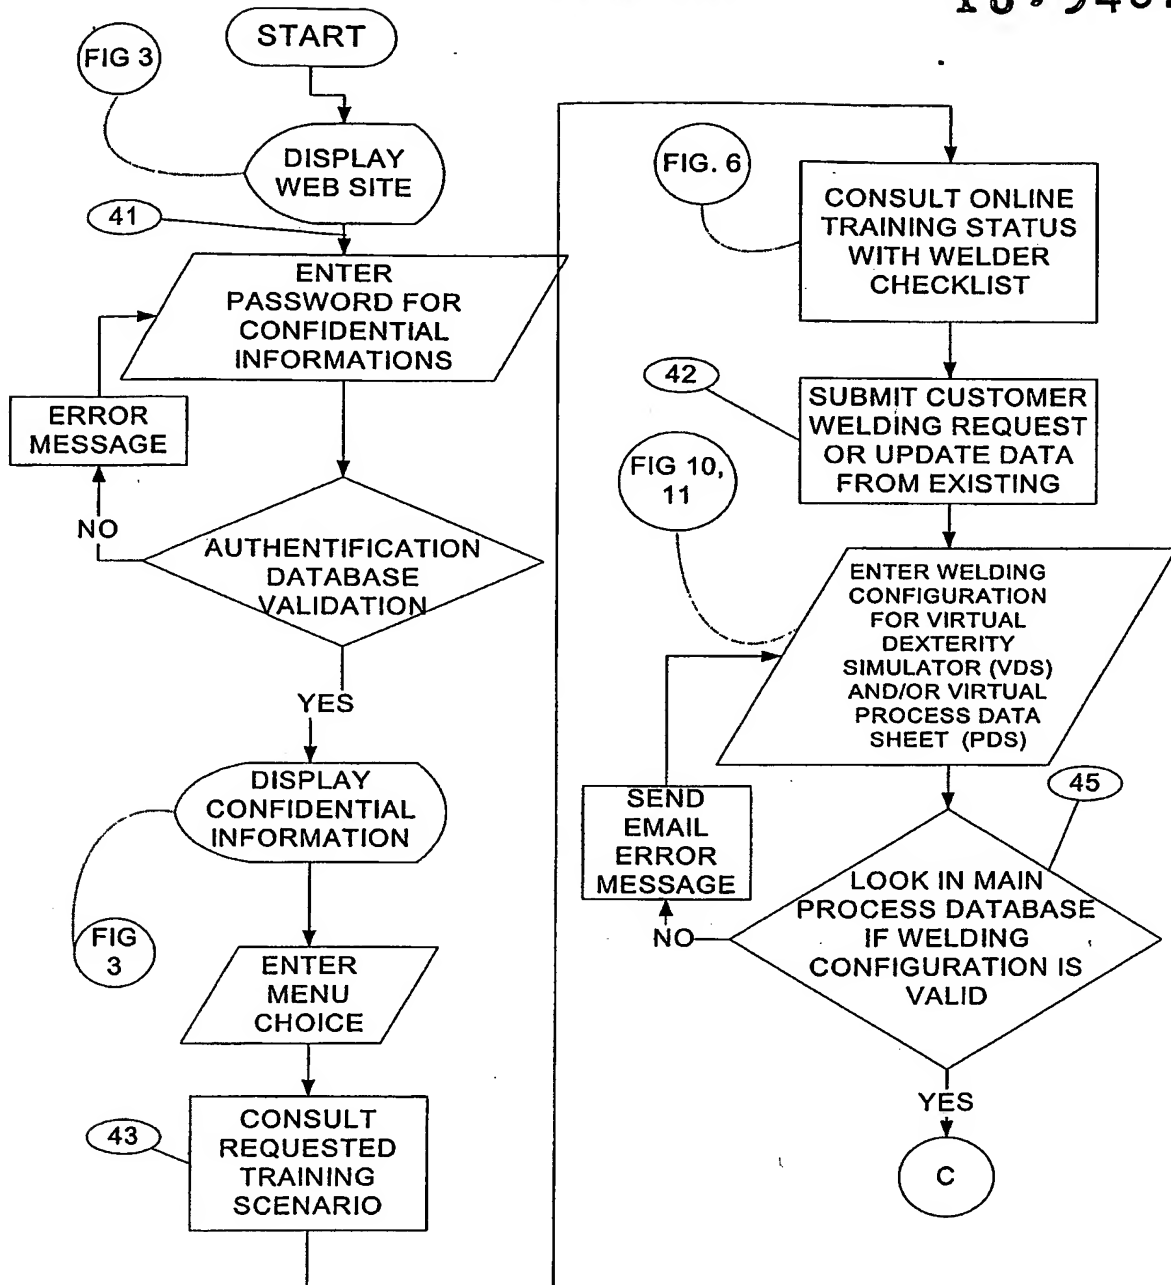 START
FIG 3
DISPLAY
WEB SITE
41
ENTER
PASSWORD FOR
CONFIDENTIAL
INFORMATIONS
ERROR
MESSAGE
NO
AUTHENTIFICATION
DATABASE
VALIDATION
YES
DISPLAY
CONFIDENTIAL
INFORMATION
FIG
3
ENTER
MENU
CHOICE
43
CONSULT
REQUESTED
TRAINING
SCENARIO
FIG. 6
CONSULT ONLINE
TRAINING STATUS
WITH WELDER
CHECKLIST
42
SUBMIT CUSTOMER
WELDING REQUEST
OR UPDATE DATA
FROM EXISTING
FIG 10,
11
ENTER WELDING
CONFIGURATION
FOR VIRTUAL
DEXTERITY
SIMULATOR (VDS)
AND/OR VIRTUAL
PROCESS DATA
SHEET (PDS)
SEND
EMAIL
ERROR
MESSAGE
45
NO
LOOK IN MAIN
PROCESS DATABASE
IF WELDING
CONFIGURATION IS
VALID
YES
C